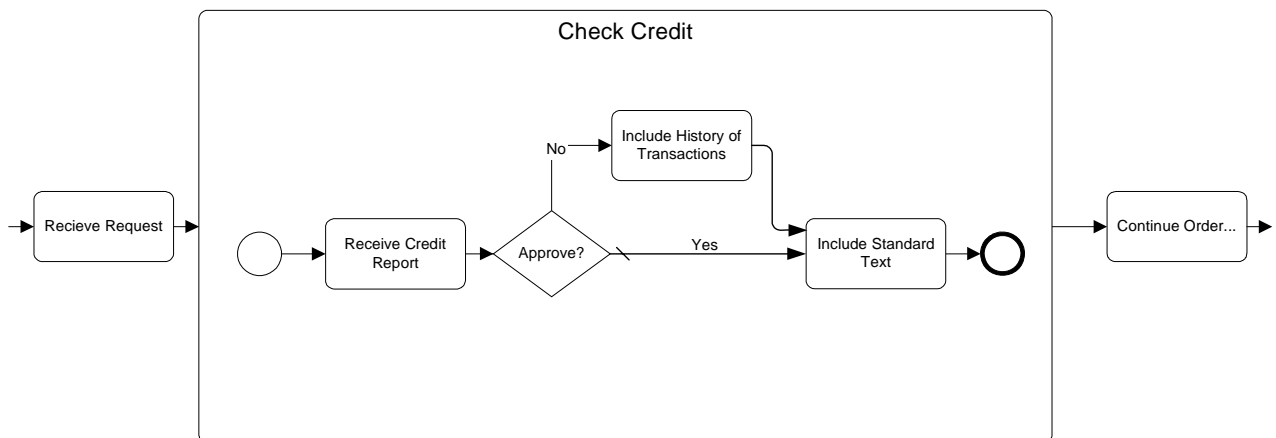 Check Credit
Include History of
Transactions
No
Recieve Request
Receive Credit
Report
Approve?
Yes
Include Standard
Text
Continue Order...